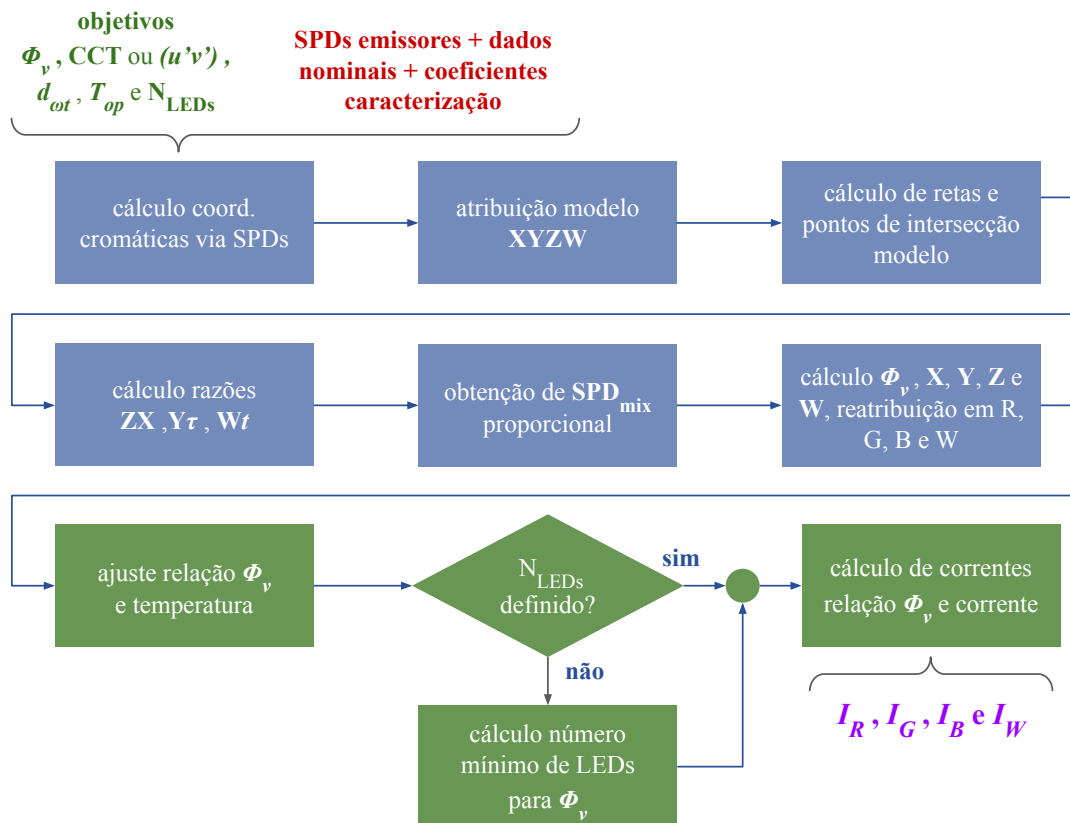 objetivos
Φv , CCT ou (u’v’) ,
dωt , Top e NLEDs
SPDs emissores + dados
nominais + coeficientes
caracterização
cálculo coord.
cromáticas via SPDs
atribuição modelo
XYZW
cálculo de retas e
pontos de intersecção
modelo
cálculo razões
ZX ,Yτ , Wt
obtenção de SPDmix
proporcional
cálculo Φv , X, Y, Z e
W, reatribuição em R,
G, B e W
ajuste relação Φv
e temperatura
NLEDs
definido?
sim
não
cálculo número
mínimo de LEDs
para Φv
cálculo de correntes
relação Φv e corrente
IR , IG , IB e IW